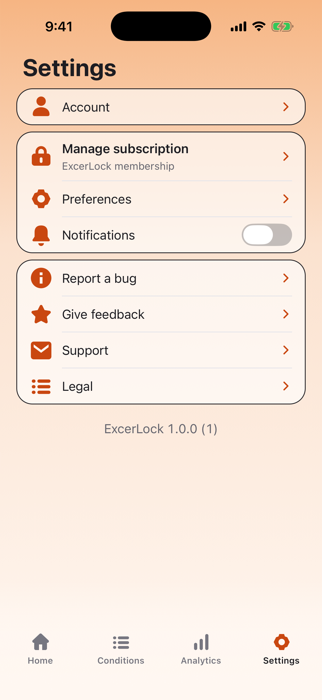 9:41
Settings
Account
Manage subscription
ExcerLock membership
Preferences
Notifications
Report a bug
Give feedback
Support
Legal
ExcerLock 1.0.0 (1)
Home Conditions Analytics Settings